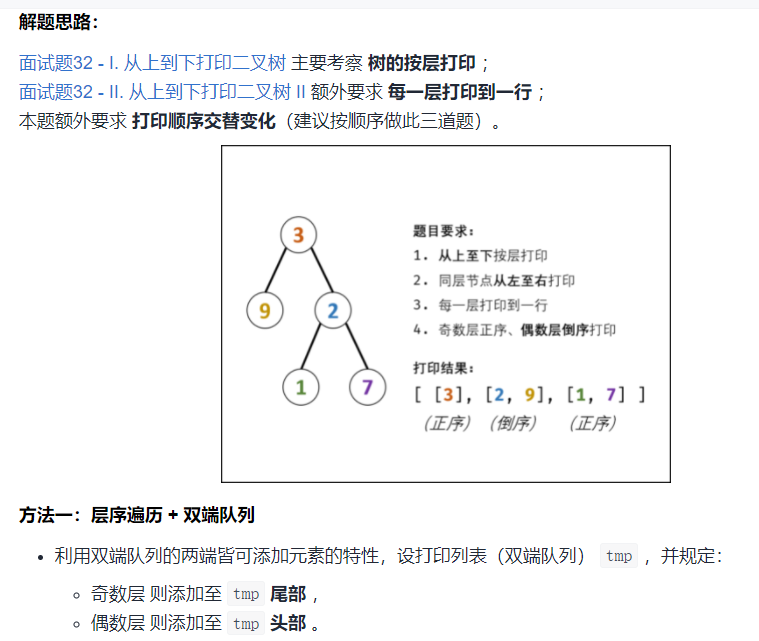 解题思路：
面试题32 - I. 从上到下打印二叉树 主要考察 树的按层打印 ；
面试题32 - II. 从上到下打印二叉树 II 额外要求 每一层打印到一行 ；
本题额外要求 打印顺序交替变化（建议按顺序做此三道题）。
3
9
2
1
7
题目要求：
1. 从上至下按层打印
2. 同层节点从左至右打印
3. 每一层打印到一行
4. 奇数层正序、偶数层倒序打印
打印结果：
[ [3], [2, 9], [1, 7] ]
（正序） （倒序） （正序）
方法一：层序遍历 + 双端队列
• 利用双端队列的两端皆可添加元素的特性，设打印列表（双端队列） tmp ，并规定：
◦ 奇数层 则添加至 tmp 尾部 ，
◦ 偶数层 则添加至 tmp 头部 。